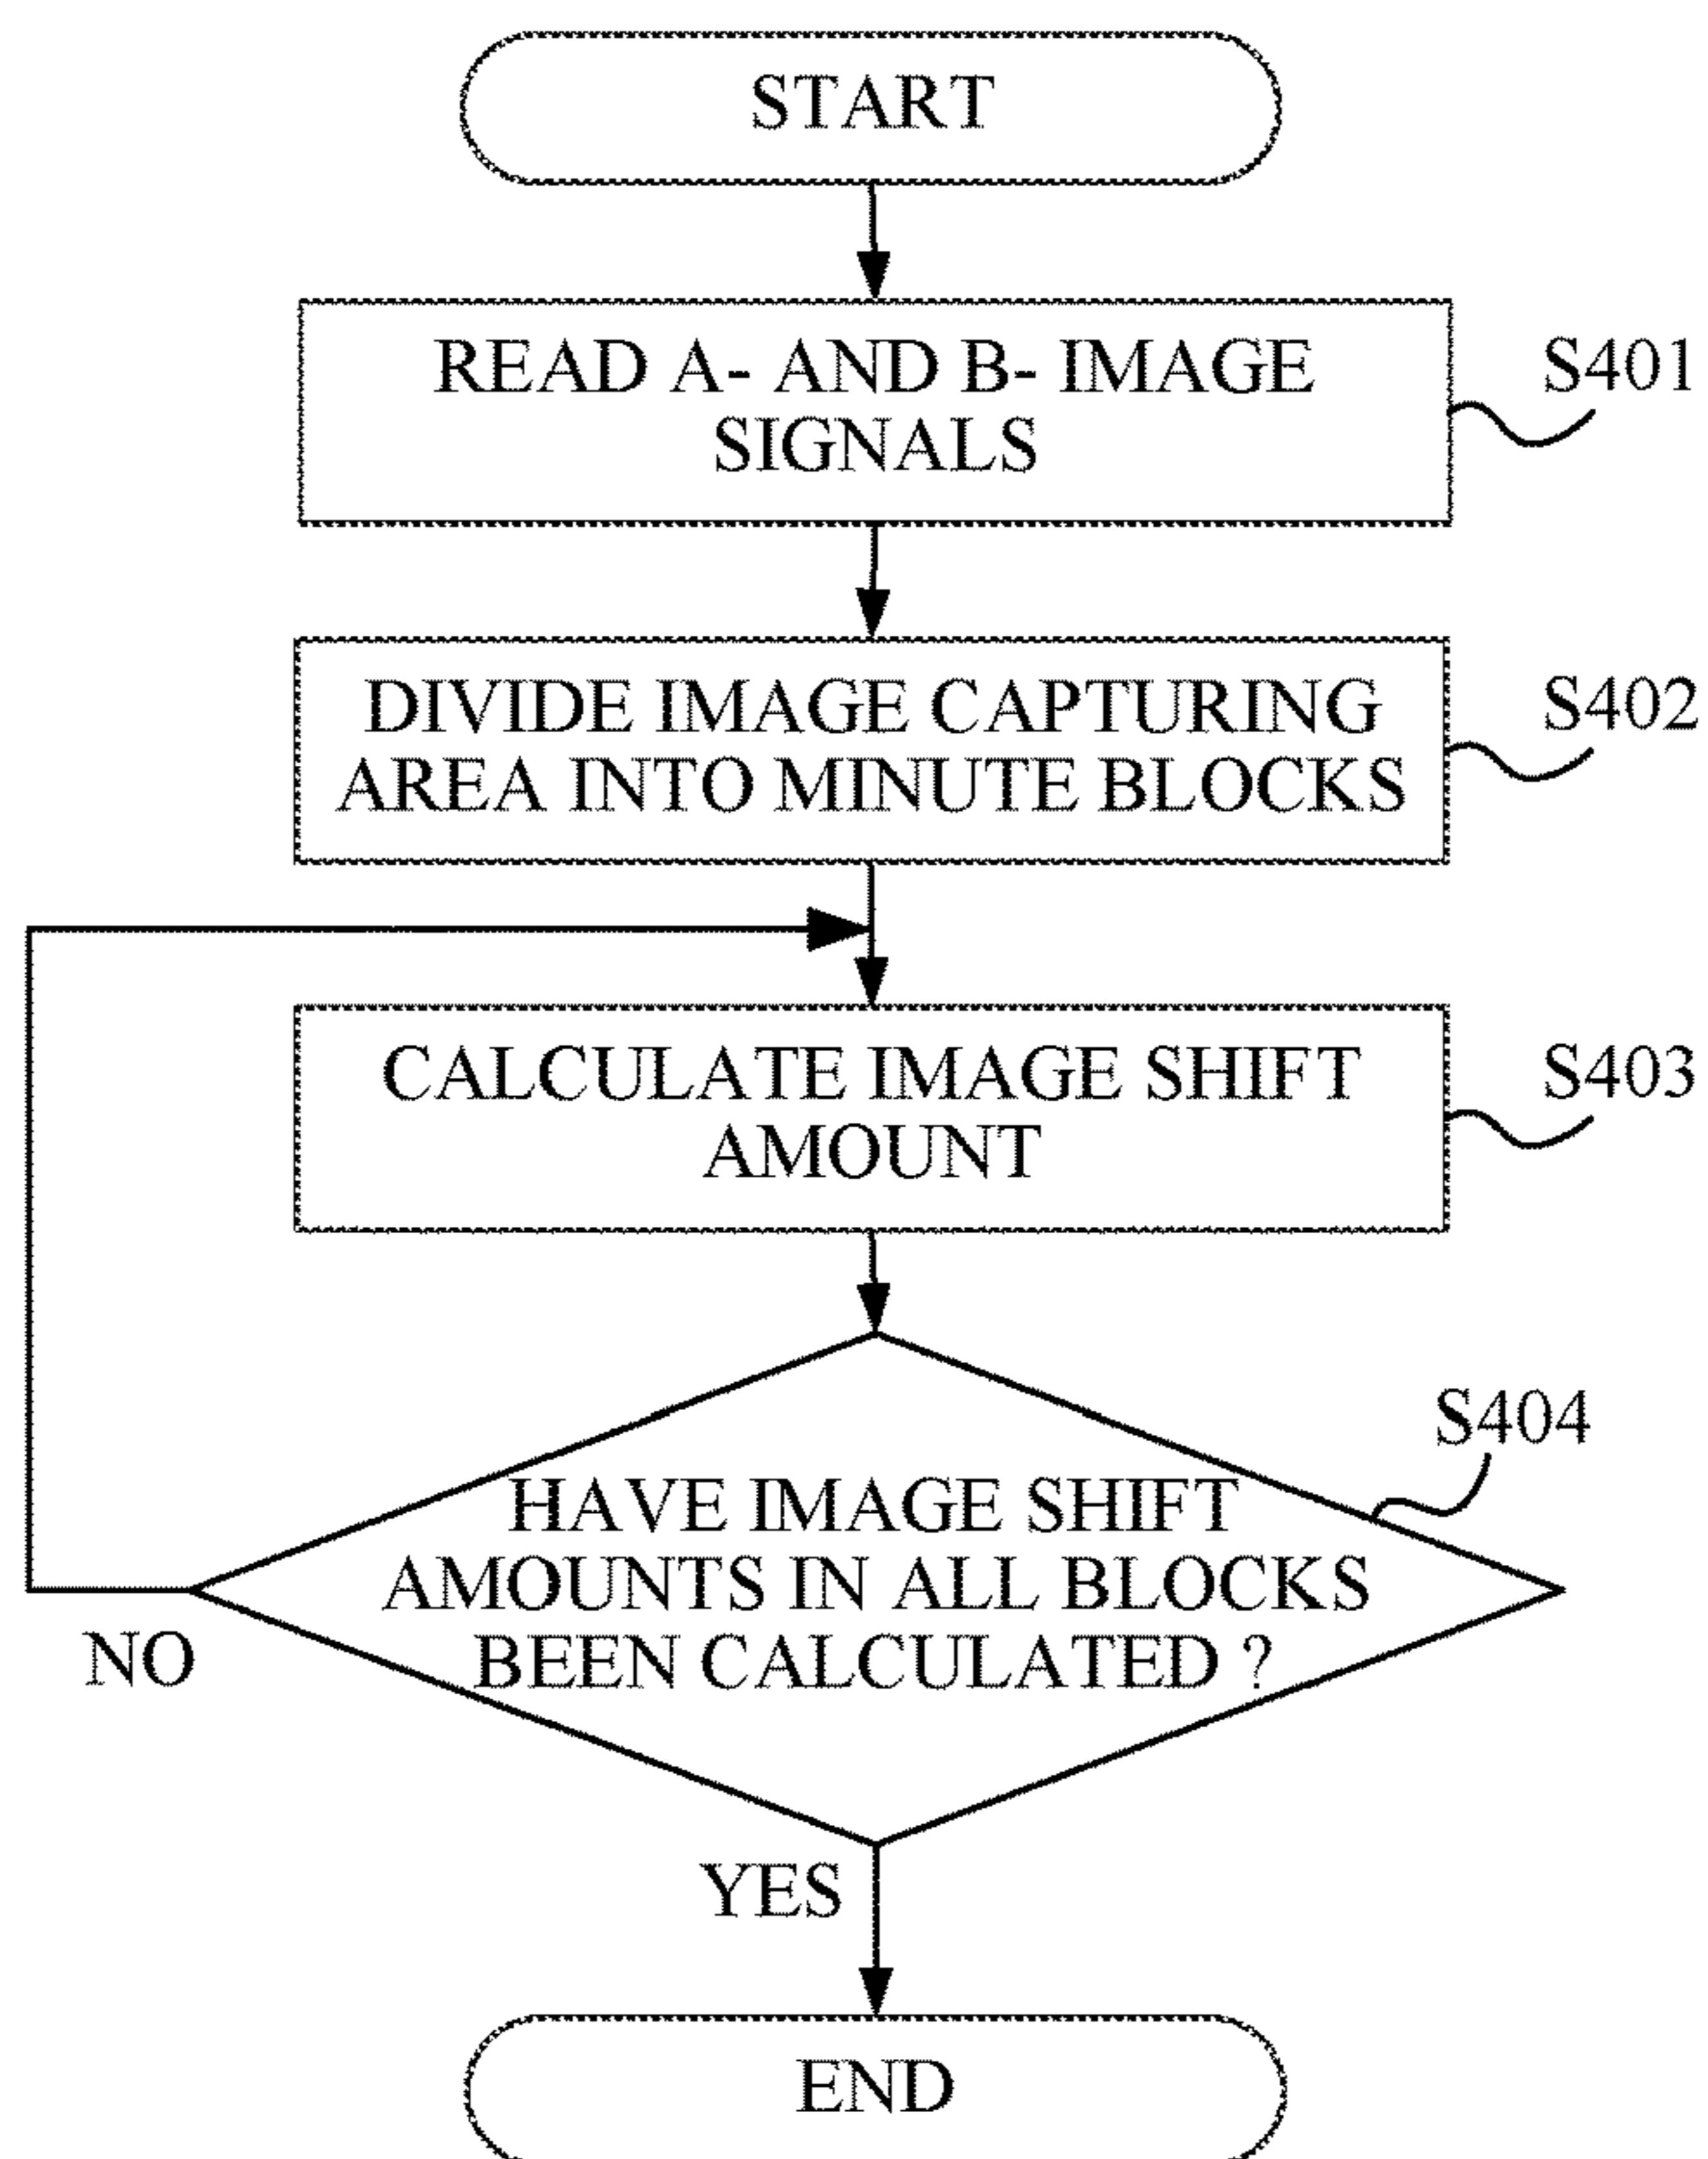 START
READ A- AND B- IMAGE
SIGNALS
S401
DIVIDE IMAGE CAPTURING
AREA INTO MINUTE BLOCKS
S402
CALCULATE IMAGE SHIFT
AMOUNT
S403
S404
HAVE IMAGE SHIFT
AMOUNTS IN ALL BLOCKS
BEEN CALCULATED ?
NO
YES
END